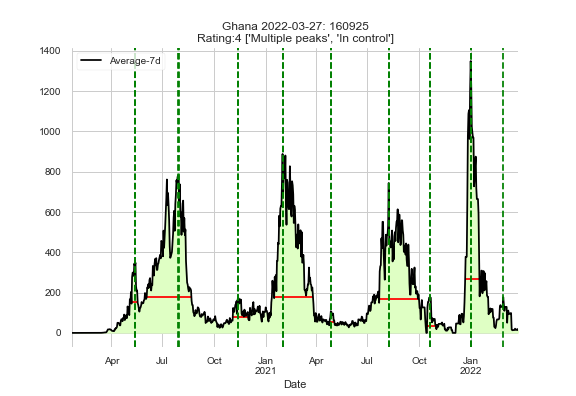 Ghana 2022-03-27: 160925
Rating:4 ['Multiple peaks', 'In control']
Average-7d
1400
1200
1000
800
600
400
200
0
Apr Jul Oct Jan Apr Jul Oct Jan
2021 2022
Date